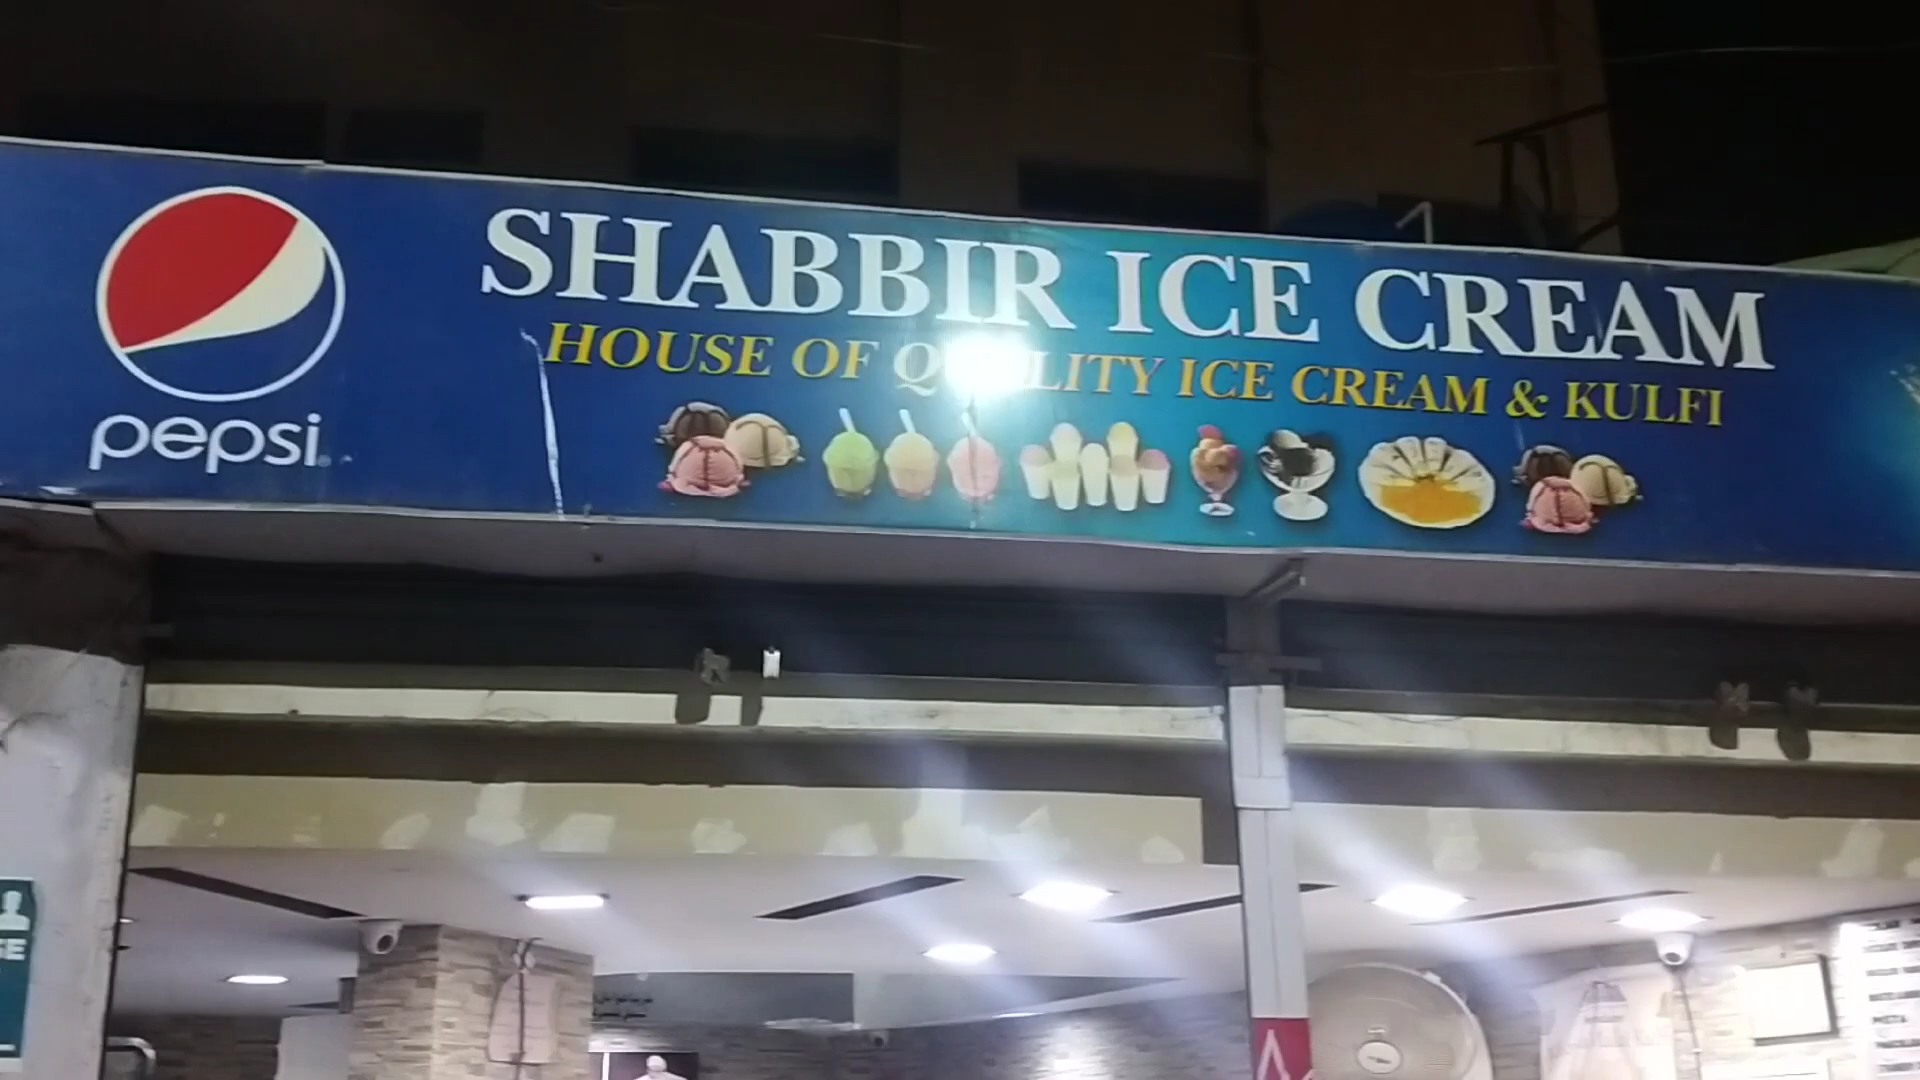 pepsi
SHABBIR ICE CREAM
HOUSE OF QUALITY ICE CREAM & KULFI